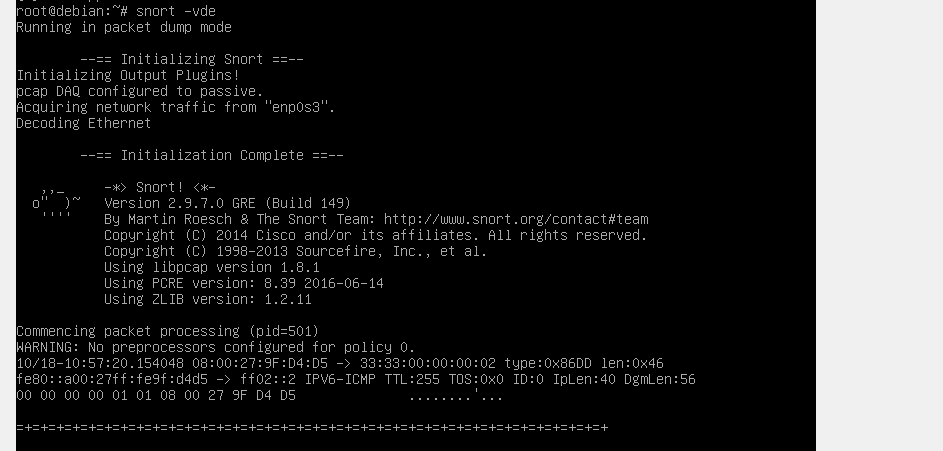 root@debian:~# snort -vde
Running in packet dump mode
--== Initializing Snort ==--
Initializing Output Plugins!
pcap DAQ configured to passive.
Acquiring network traffic from "enp0s3".
Decoding Ethernet
--== Initialization Complete ==--
,,_     -*> Snort! <*-
o"  )~   Version 2.9.7.0 GRE (Build 149)
''''    By Martin Roesch & The Snort Team: http://www.snort.org/contact#team
Copyright (C) 2014 Cisco and/or its affiliates. All rights reserved.
Copyright (C) 1998-2013 Sourcefire, Inc., et al.
Using libpcap version 1.8.1
Using PCRE version: 8.39 2016-06-14
Using ZLIB version: 1.2.11
Commencing packet processing (pid=501)
WARNING: No preprocessors configured for policy 0.
10/18-10:57:20.154048 08:00:27:9F:D4:D5 -> 33:33:00:00:00:02 type:0x86DD len:0x46
fe80::a00:27ff:fe9f:d4d5 -> ff02::2 IPV6-ICMP TTL:255 TOS:0x0 ID:0 IpLen:40 DgmLen:56
00 00 00 00 01 01 08 00 27 9F D4 D5              ........'...
=+=+=+=+=+=+=+=+=+=+=+=+=+=+=+=+=+=+=+=+=+=+=+=+=+=+=+=+=+=+=+=+=+=+=+=+=+